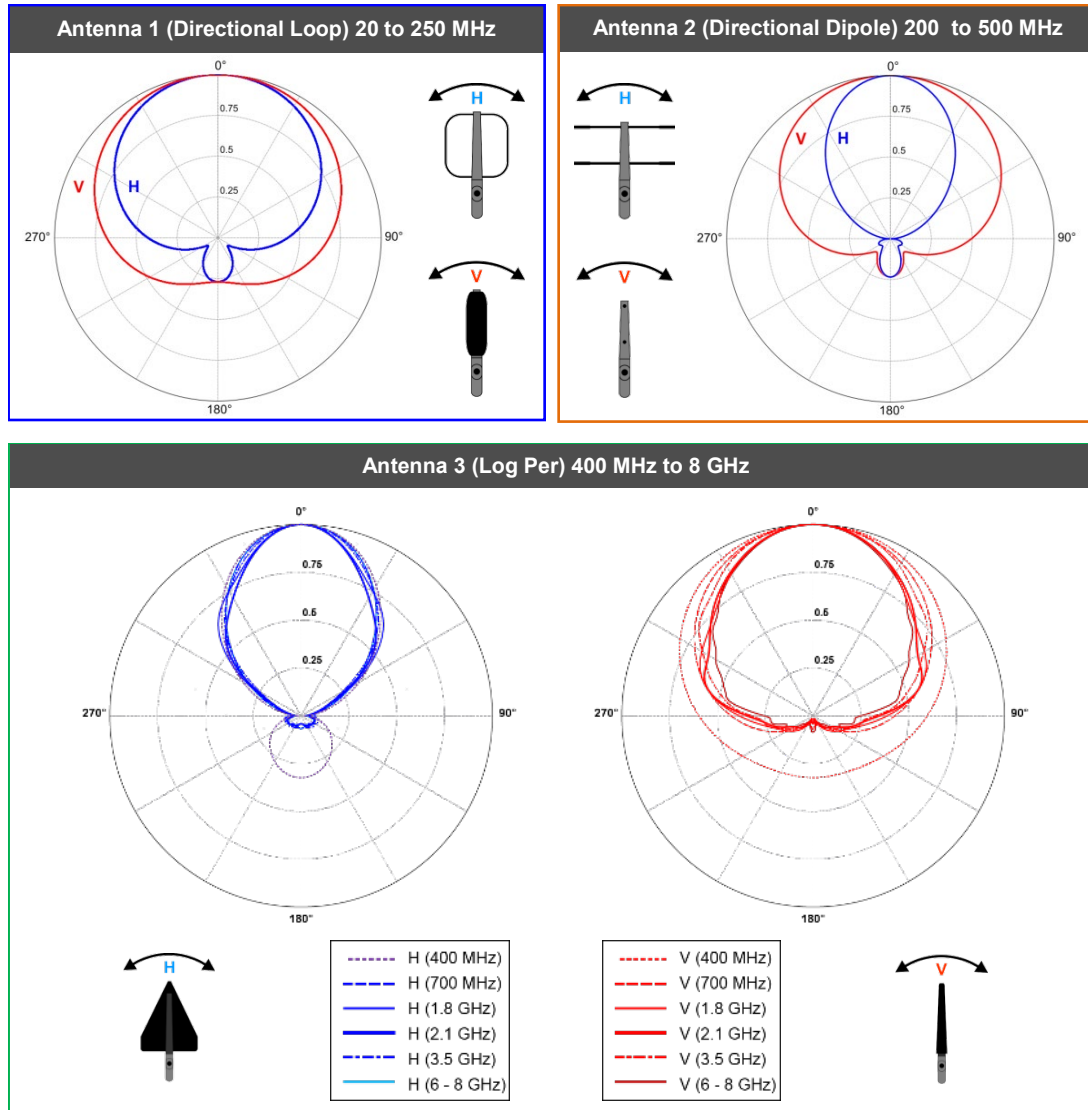 Antenna 1 (Directional Loop) 20 to 250 MHz
0°
0.75
0.5
0.25
V
H
270°
90°
180°
H
V
Antenna 2 (Directional Dipole) 200 to 500 MHz
H
V
0°
0.75
0.5
0.25
V
H
270°
90°
180°
Antenna 3 (Log Per) 400 MHz to 8 GHz
0°
0.75
0.5
0.25
270°
90°
180°
0°
0.75
0.5
0.25
270°
90°
180°
H
H (400 MHz)
H (700 MHz)
H (1.8 GHz)
H (2.1 GHz)
H (3.5 GHz)
H (6 - 8 GHz)
V (400 MHz)
V (700 MHz)
V (1.8 GHz)
V (2.1 GHz)
V (3.5 GHz)
V (6 - 8 GHz)
V